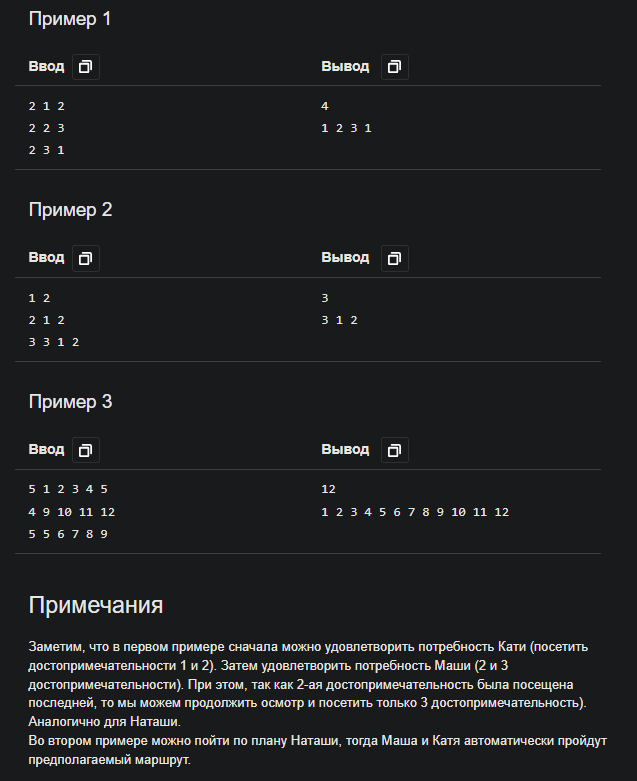 Пример 1
Ввод Вывод
2 1 2 4
2 2 3 1 2 3 1
2 3 1
Пример 2
Ввод Вывод
1 2 3
2 1 2 3 1 2
3 3 1 2
Пример 3
Ввод Вывод
5 1 2 3 4 5 12
4 9 10 11 12 1 2 3 4 5 6 7 8 9 10 11 12
5 5 6 7 8 9
Примечания
Заметим, что в первом примере сначала можно удовлетворить потребность Кати (посетить
достопримечательности 1 и 2). Затем удовлетворить потребность Маши (2 и 3
достопримечательности). При этом, так как 2-ая достопримечательность была посещена
последней, то мы можем продолжить осмотр и посетить только 3 достопримечательность).
Аналогично для Наташи.
Во втором примере можно пойти по плану Наташи, тогда Маша и Катя автоматически пройдут
предполагаемый маршрут.